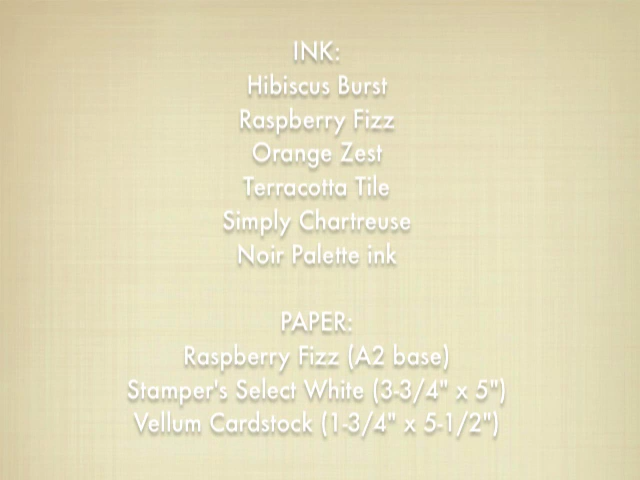 INK:
Hibiscus Burst
Raspberry Fizz
Orange Zest
Terracotta Tile
Simply Chartreuse
Noir Palette ink
PAPER:
Raspberry Fizz (A2 base)
Stamper's Select White (3-3/4" x 5")
Vellum Cardstock (1-3/4" x 5-1/2")